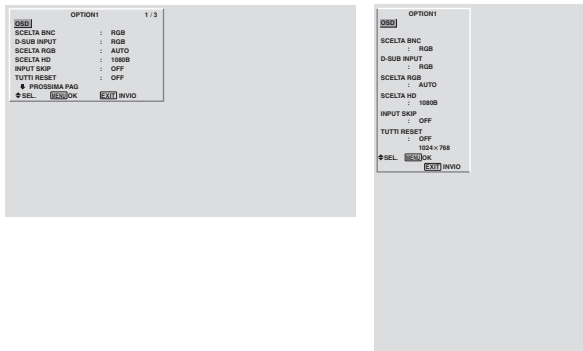 OPTION1 1 / 3
OSD
SCELTA BNC : RGB
D-SUB INPUT : RGB
SCELTA RGB : AUTO
SCELTA HD : 1080B
INPUT SKIP : OFF
TUTTI RESET : OFF
PROSSIMA PAG
SEL. MENU OK EXIT INVIO
OPTION1
OSD
SCELTA BNC
: RGB
D-SUB INPUT
: RGB
SCELTA RGB
: AUTO
SCELTA HD
: 1080B
INPUT SKIP
: OFF
TUTTI RESET
: OFF
1024×768
SEL. MENU OK
EXIT INVIO